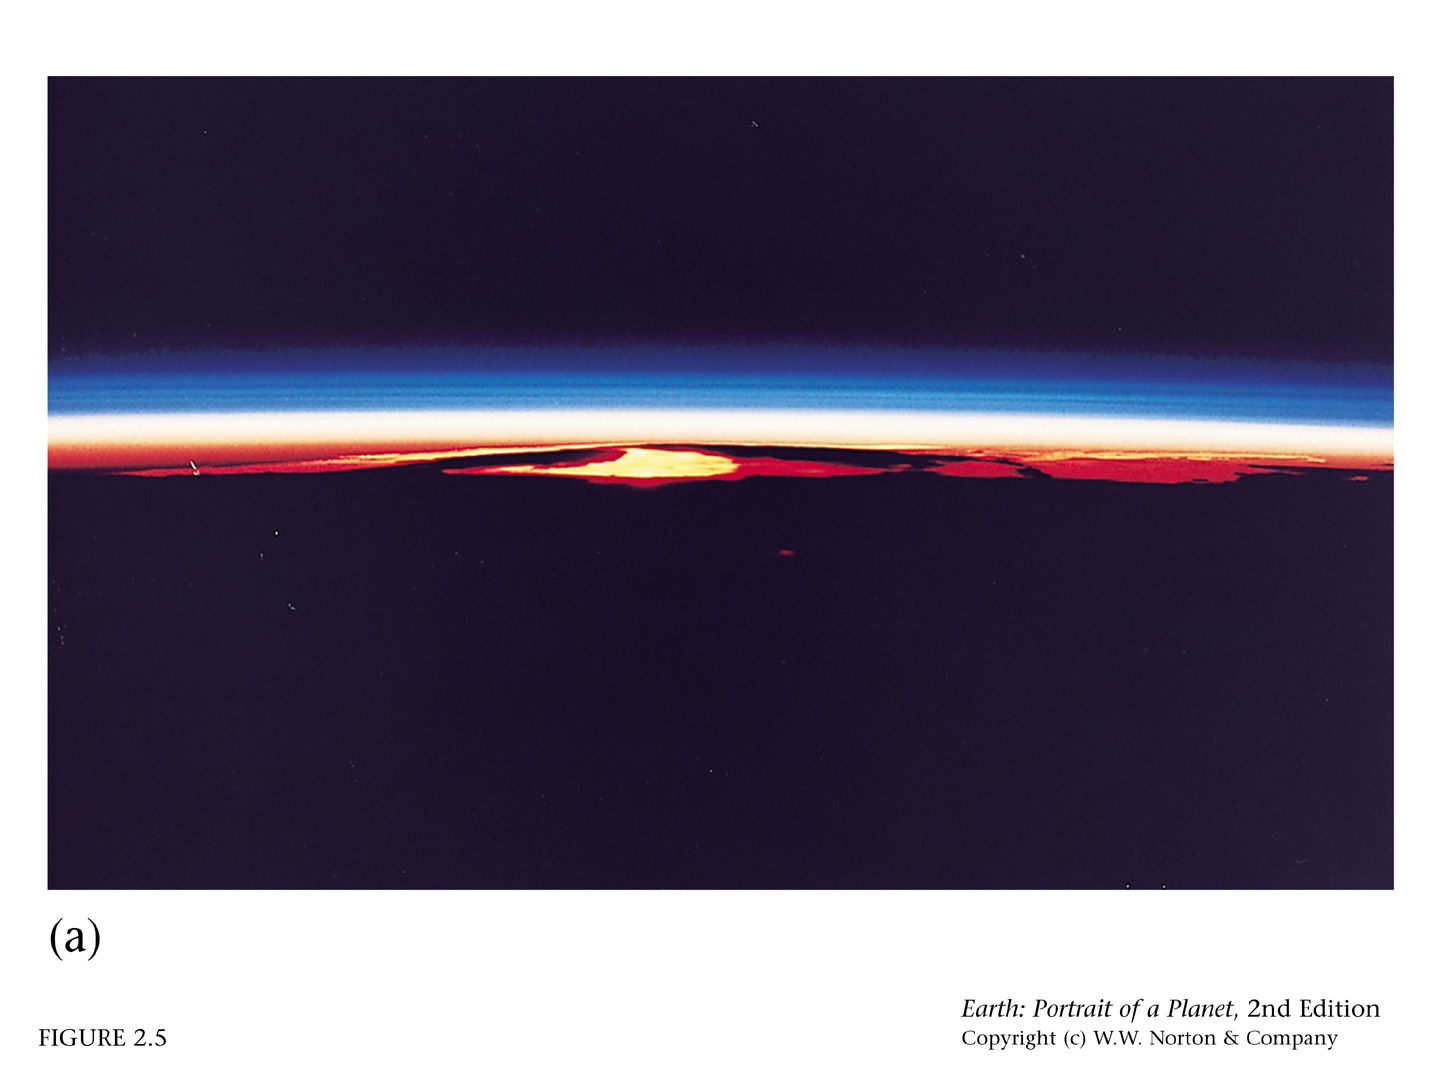 (a)
FIGURE 2.5
Earth: Portrait of a Planet, 2nd Edition
Copyright (c) W.W. Norton & Company